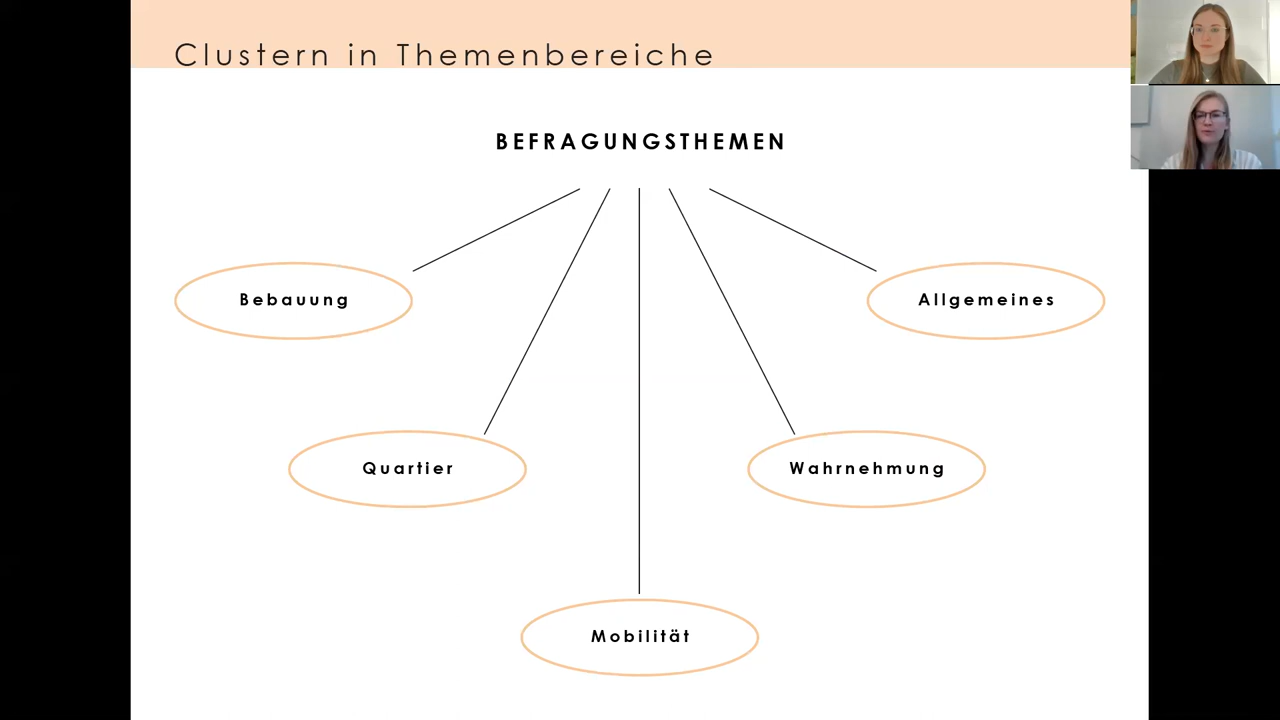 Clustern in Themenbereiche
BEFRAGUNGSTHEMEN
Bebauung
Allgemeines
Quartier
Wahrnehmung
Mobilität